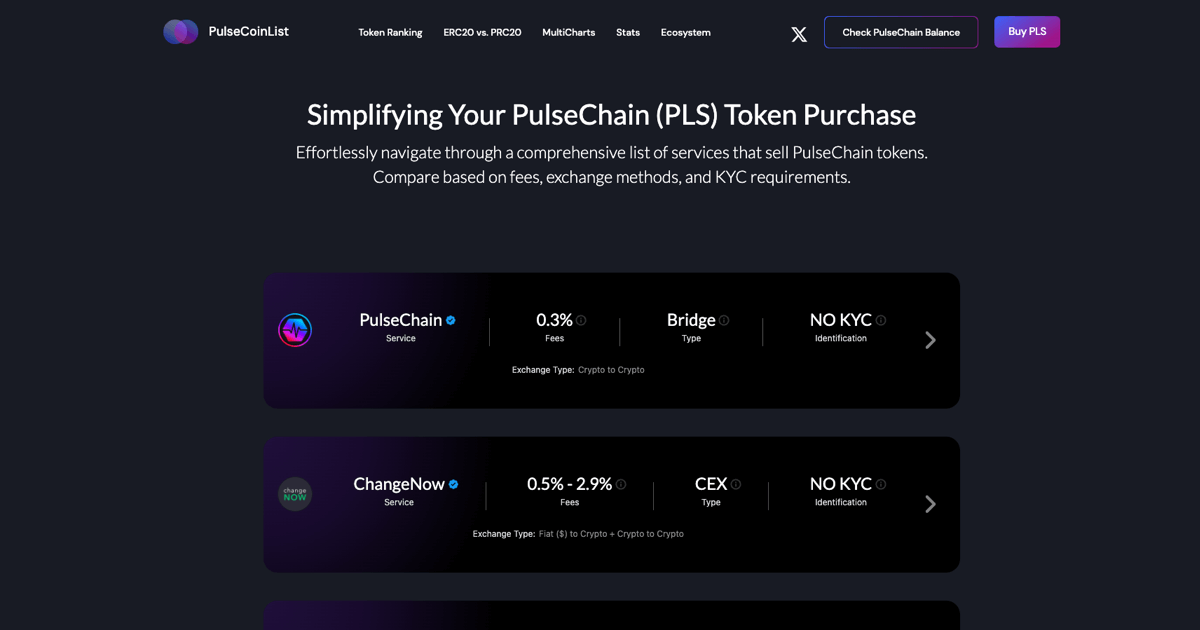 PulseCoinList
Token Ranking
ERC20 vs. PRC20
MultiCharts
Stats
Ecosystem
Check PulseChain Balance
Buy PLS
Simplifying Your PulseChain (PLS) Token Purchase
Effortlessly navigate through a comprehensive list of services that sell PulseChain tokens.
Compare based on fees, exchange methods, and KYC requirements.
PulseChain
Service
0.3%
Fees
Bridge
Type
NO KYC
Identification
Exchange Type: Crypto to Crypto
change
NOW
ChangeNow
Service
0.5% - 2.9%
Fees
CEX
Type
NO KYC
Identification
Exchange Type: Fiat ($) to Crypto + Crypto to Crypto